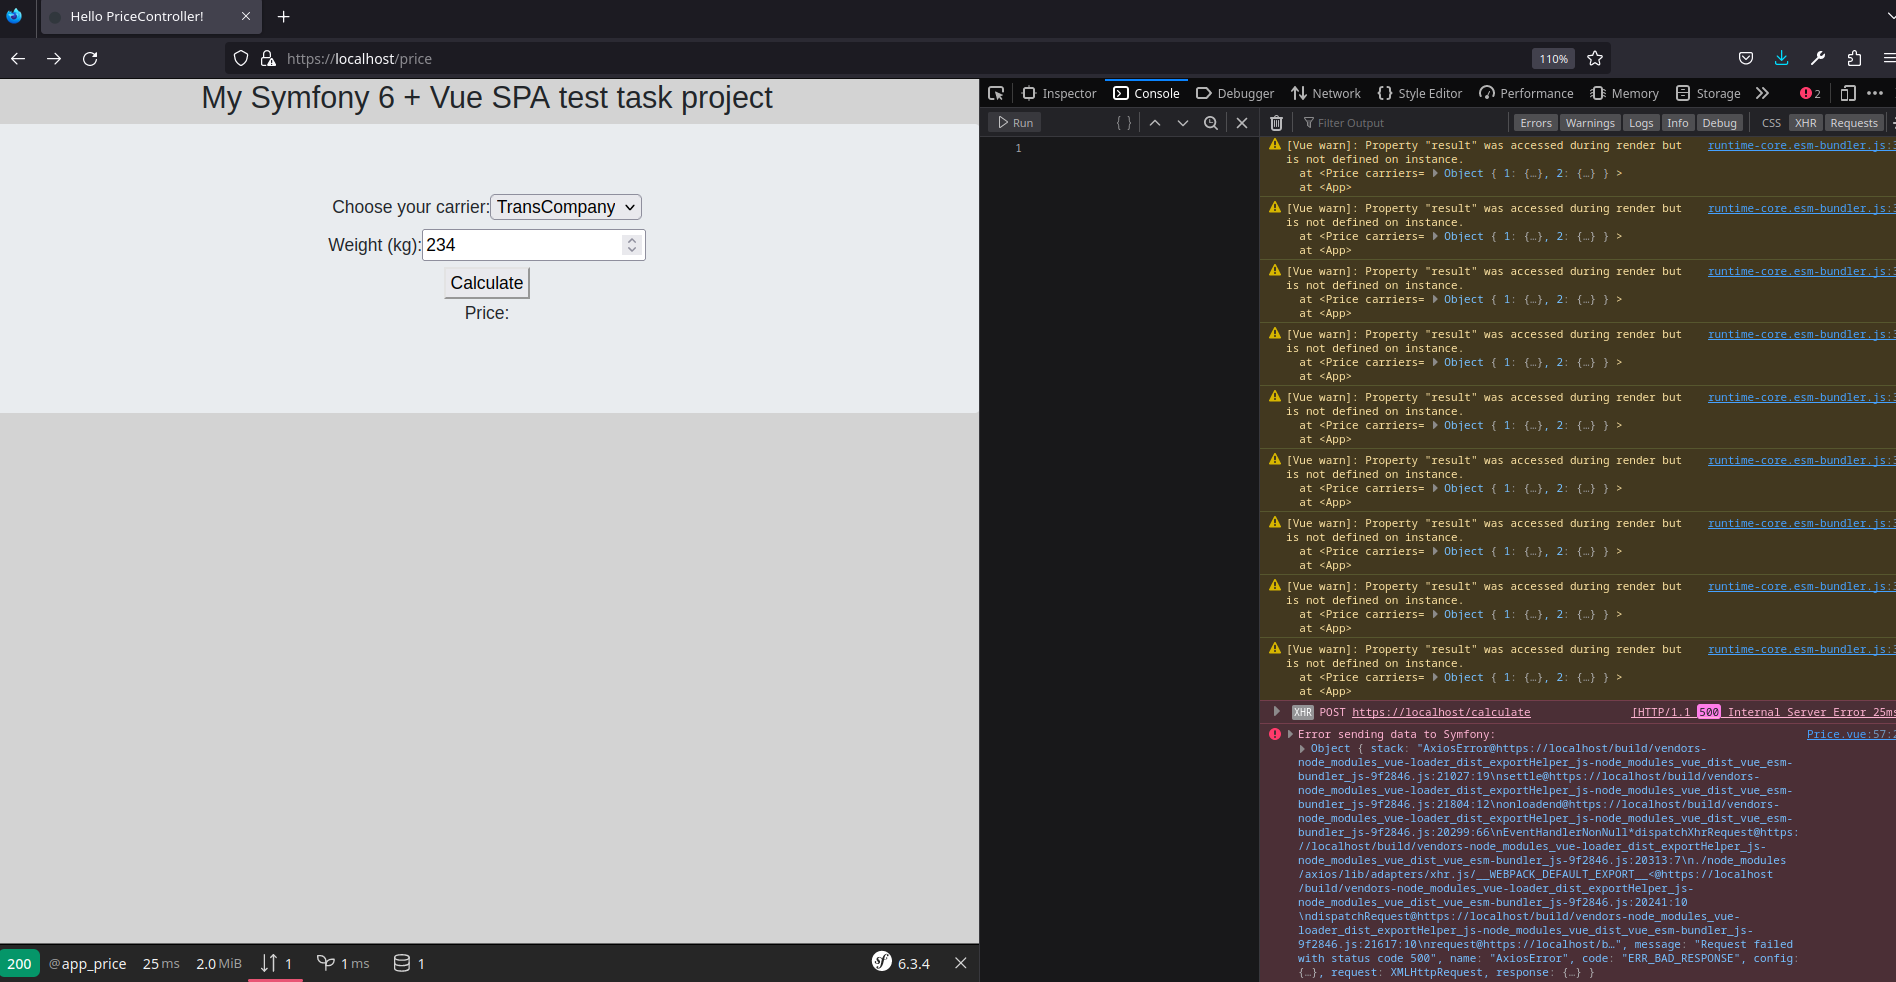 Hello PriceController!
https://localhost/price
110%
My Symfony 6 + Vue SPA test task project
Choose your carrier: TransCompany
Weight (kg): 234
Calculate
Price:
200 @app_price 25 ms 2.0 MiB 1 1 ms 1 6.3.4
Inspector Console Debugger Network Style Editor Performance Memory Storage 2
Run { } Filter Output Errors Warnings Logs Info Debug CSS XHR Requests
1
[Vue warn]: Property "result" was accessed during render but runtime-core.esm-bundler.js:3
is not defined on instance.
at <Price carriers= Object { 1: {…}, 2: {…} } >
at <App>
[Vue warn]: Property "result" was accessed during render but runtime-core.esm-bundler.js:3
is not defined on instance.
at <Price carriers= Object { 1: {…}, 2: {…} } >
at <App>
[Vue warn]: Property "result" was accessed during render but runtime-core.esm-bundler.js:3
is not defined on instance.
at <Price carriers= Object { 1: {…}, 2: {…} } >
at <App>
[Vue warn]: Property "result" was accessed during render but runtime-core.esm-bundler.js:3
is not defined on instance.
at <Price carriers= Object { 1: {…}, 2: {…} } >
at <App>
[Vue warn]: Property "result" was accessed during render but runtime-core.esm-bundler.js:3
is not defined on instance.
at <Price carriers= Object { 1: {…}, 2: {…} } >
at <App>
[Vue warn]: Property "result" was accessed during render but runtime-core.esm-bundler.js:3
is not defined on instance.
at <Price carriers= Object { 1: {…}, 2: {…} } >
at <App>
[Vue warn]: Property "result" was accessed during render but runtime-core.esm-bundler.js:3
is not defined on instance.
at <Price carriers= Object { 1: {…}, 2: {…} } >
at <App>
[Vue warn]: Property "result" was accessed during render but runtime-core.esm-bundler.js:3
is not defined on instance.
at <Price carriers= Object { 1: {…}, 2: {…} } >
at <App>
[Vue warn]: Property "result" was accessed during render but runtime-core.esm-bundler.js:3
is not defined on instance.
at <Price carriers= Object { 1: {…}, 2: {…} } >
at <App>
XHR POST https://localhost/calculate [HTTP/1.1 500 Internal Server Error 25ms
Error sending data to Symfony: Price.vue:57:2
Object { stack: "AxiosError@https://localhost/build/vendors-
node_modules_vue-loader_dist_exportHelper_js-node_modules_vue_dist_vue_esm-
bundler_js-9f2846.js:21027:19\nsettle@https://localhost/build/vendors-
node_modules_vue-loader_dist_exportHelper_js-node_modules_vue_dist_vue_esm-
bundler_js-9f2846.js:21804:12\nonloadend@https://localhost/build/vendors-
node_modules_vue-loader_dist_exportHelper_js-node_modules_vue_dist_vue_esm-
bundler_js-9f2846.js:20299:66\nEventHandlerNonNull*dispatchXhrRequest@https:
//localhost/build/vendors-node_modules_vue-loader_dist_exportHelper_js-
node_modules_vue_dist_vue_esm-bundler_js-9f2846.js:20313:7\n./node_modules
/axios/lib/adapters/xhr.js/__WEBPACK_DEFAULT_EXPORT__<@https://localhost
/build/vendors-node_modules_vue-loader_dist_exportHelper_js-
node_modules_vue_dist_vue_esm-bundler_js-9f2846.js:20241:10
\ndispatchRequest@https://localhost/build/vendors-node_modules_vue-
loader_dist_exportHelper_js-node_modules_vue_dist_vue_esm-bundler_js-
9f2846.js:21617:10\nrequest@https://localhost/b…", message: "Request failed
with status code 500", name: "AxiosError", code: "ERR_BAD_RESPONSE", config:
{…}, request: XMLHttpRequest, response: {…} }